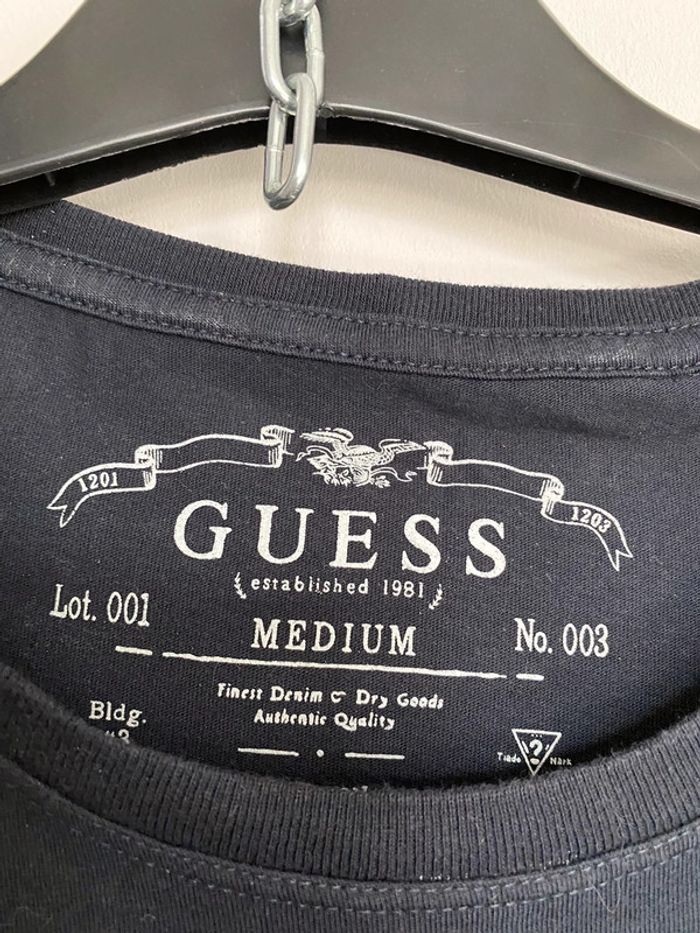 1201
1203
GUESS
established 1981
Lot. 001
MEDIUM
No. 003
Finest Denim & Dry Goods
Authentic Quality
Bldg.
?
Trade Mark